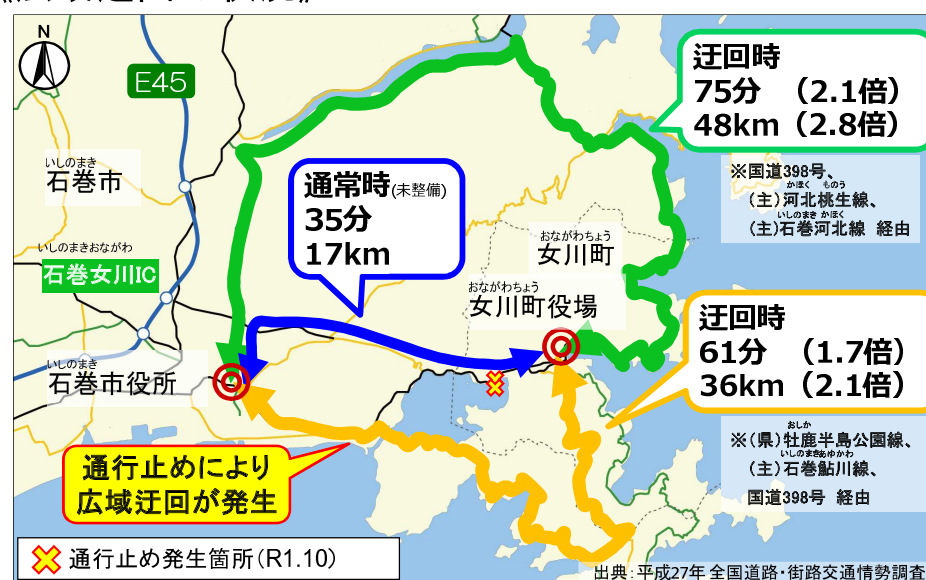 N
E45
いしのまき
石巻市
いしのまきおながわ
石巻女川IC
いしのまき
石巻市役所
通常時(未整備)
35分
17km
おながわちょう
女川町
おながわちょう
女川町役場
迂回時
75分 (2.1倍)
48km (2.8倍)
※国道398号、
かほく ものう
(主)河北桃生線、
いしのまき かほく
(主)石巻河北線 経由
迂回時
61分 (1.7倍)
36km (2.1倍)
おしか
※(県)牡鹿半島公園線、
いしのまきあゆかわ
(主)石巻鮎川線、
国道398号 経由
通行止めにより
広域迂回が発生
通行止め発生箇所(R1.10)
出典:平成27年 全国道路・街路交通情勢調査